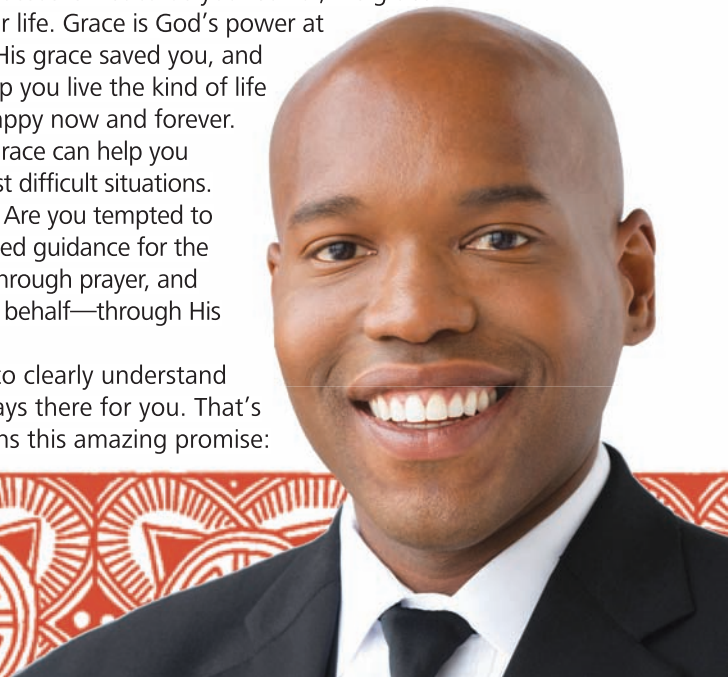 r life. Grace is God's power at
His grace saved you, and
p you live the kind of life
appy now and forever.
race can help you
st difficult situations.
Are you tempted to
ed guidance for the
hrough prayer, and
behalf—through His
to clearly understand
ays there for you. That's
ns this amazing promise: